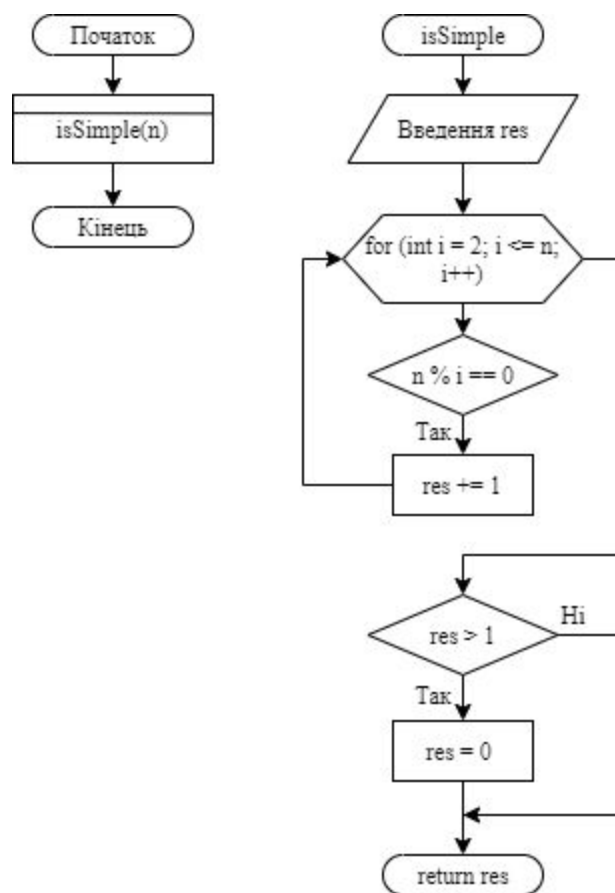 Початок
isSimple(n)
Кінець
isSimple
Введення res
for (int i = 2; i <= n;
i++)
n % i == 0
Так
res += 1
res > 1
Ні
Так
res = 0
return res